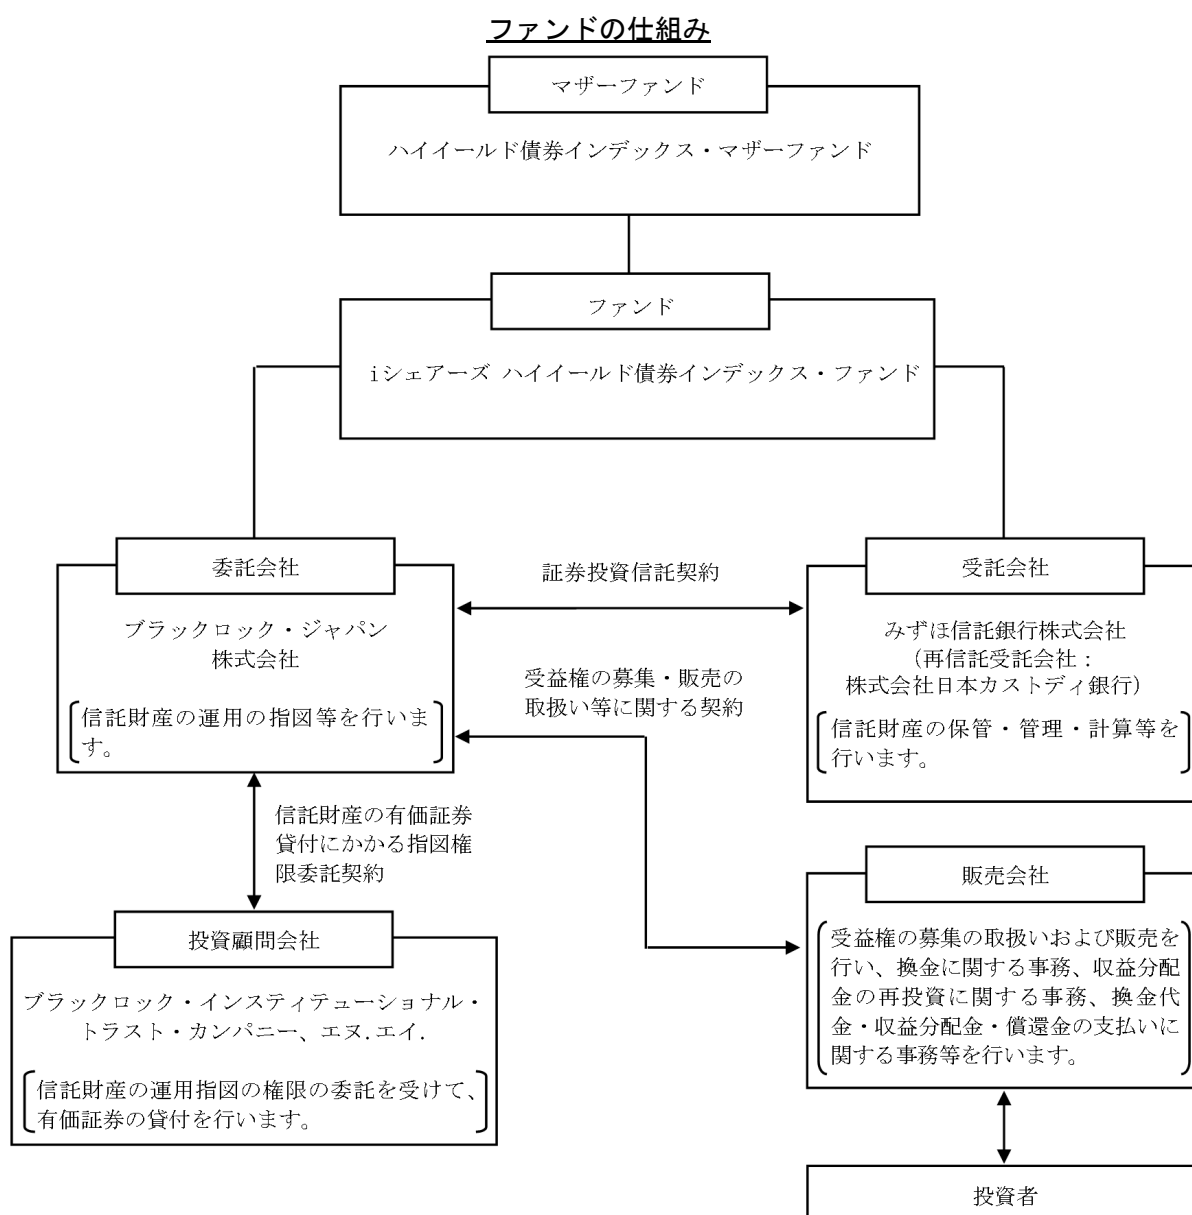 ファンドの仕組み
マザーファンド
ハイイールド債券インデックス・マザーファンド
ファンド
iシェアーズ ハイイールド債券インデックス・ファンド
委託会社
ブラックロック・ジャパン
株式会社
信託財産の運用の指図等を行いま
す。
証券投資信託契約
受益権の募集・販売の
取扱い等に関する契約
受託会社
みずほ信託銀行株式会社
(再信託受託会社:
株式会社日本カストディ銀行)
信託財産の保管・管理・計算等を
行います。
信託財産の有価証券
貸付にかかる指図権
限委託契約
投資顧問会社
ブラックロック・インスティテューショナル・
トラスト・カンパニー、エヌ.エイ.
信託財産の運用指図の権限の委託を受けて、
有価証券の貸付を行います。
販売会社
受益権の募集の取扱いおよび販売を
行い、換金に関する事務、収益分配
金の再投資に関する事務、換金代
金・収益分配金・償還金の支払いに
関する事務等を行います。
投資者